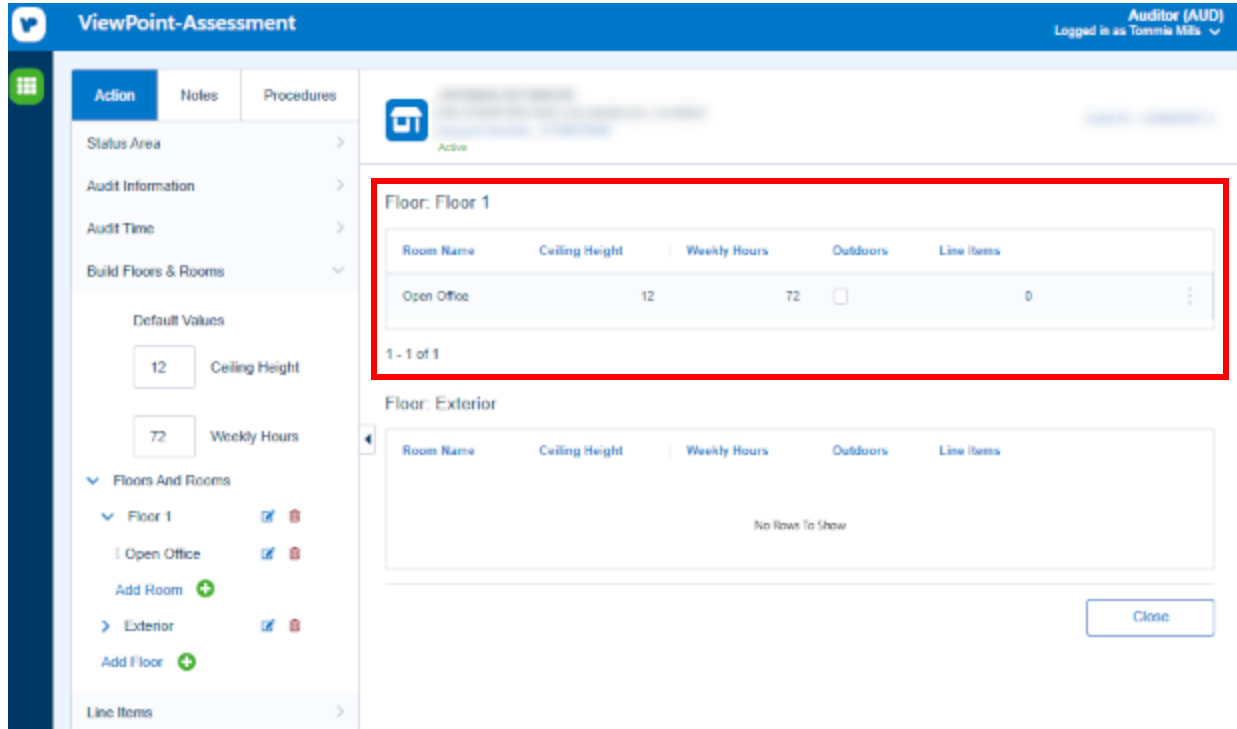 ViewPoint-Assessment
Auditor (AUD)
Logged in as Tommie Mills
Action Notes Procedures
Status Area
Audit Information
Audit Time
Build Floors & Rooms
Default Values
12 Ceiling Height
72 Weekly Hours
Floors And Rooms
Floor 1
Open Office
Add Room
Exterior
Add Floor
Line Items
Active
Floor: Floor 1
Room Name Ceiling Height Weekly Hours Outdoors Line Items
Open Office 12 72 0
1 - 1 of 1
Floor: Exterior
Room Name Ceiling Height Weekly Hours Outdoors Line Items
No Rows To Show
Close